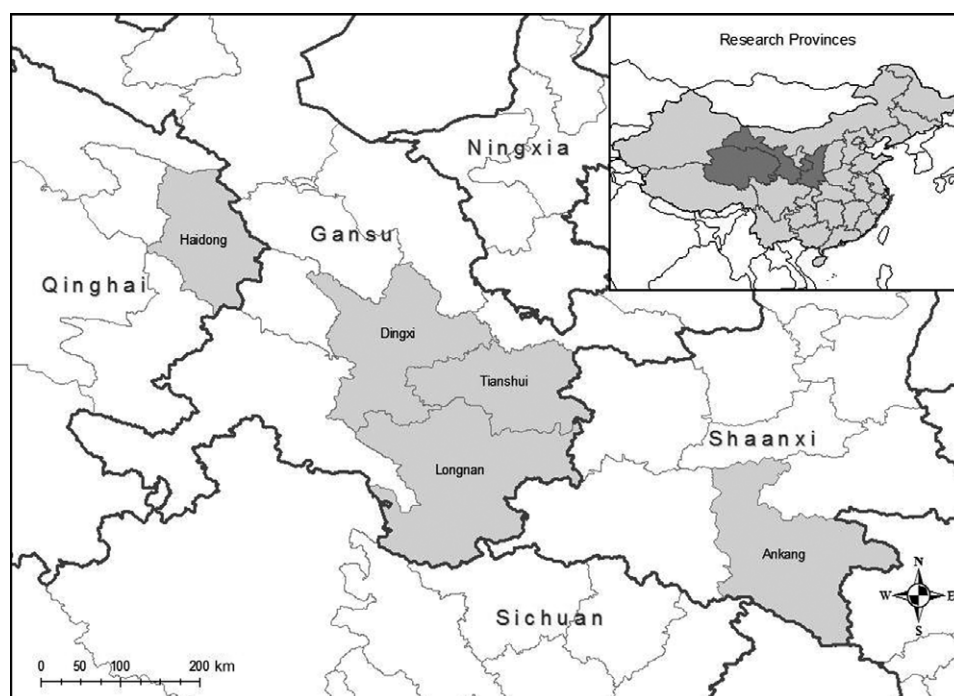 Research Provinces
Ningxia
Gansu
Haidong
Qinghai
Dingxi
Tianshui
Shaanxi
Longnan
Ankang
N
W E
S
Sichuan
0 50 100 200 km